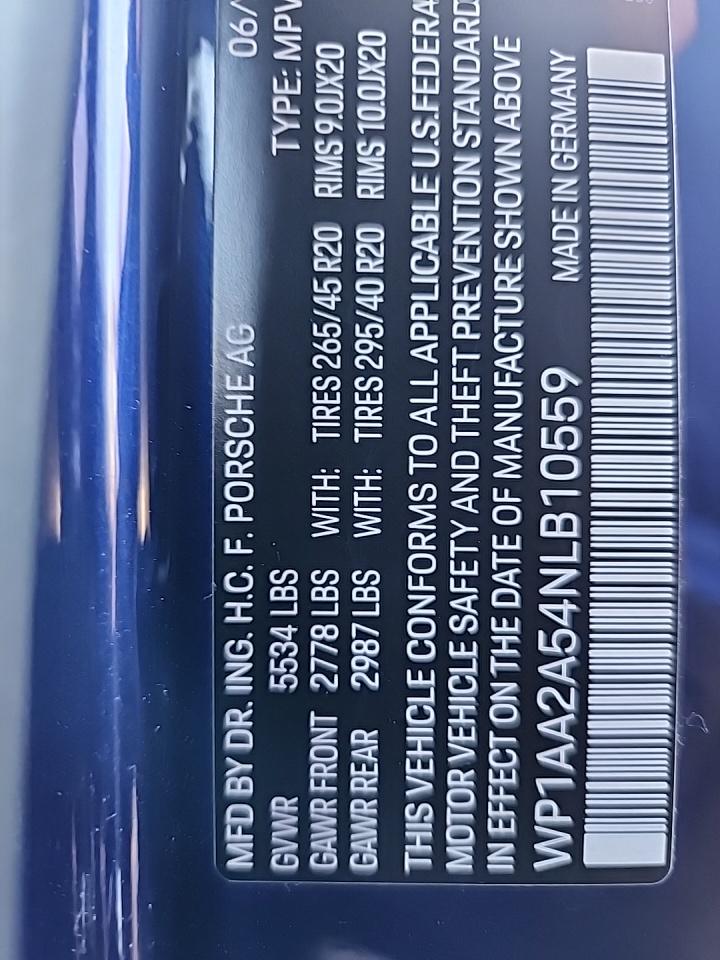 MFD BY DR. ING. H.C. F. PORSCHE AG 06/
GVWR 5534 LBS TYPE: MPV
GAWR FRONT 2778 LBS WITH: TIRES 265/45 R20 RIMS 9.0JX20
GAWR REAR 2987 LBS WITH: TIRES 295/40 R20 RIMS 10.0JX20
THIS VEHICLE CONFORMS TO ALL APPLICABLE U.S. FEDERA
MOTOR VEHICLE SAFETY AND THEFT PREVENTION STANDARD
IN EFFECT ON THE DATE OF MANUFACTURE SHOWN ABOVE
WP1AA2A54NLB10559 MADE IN GERMANY